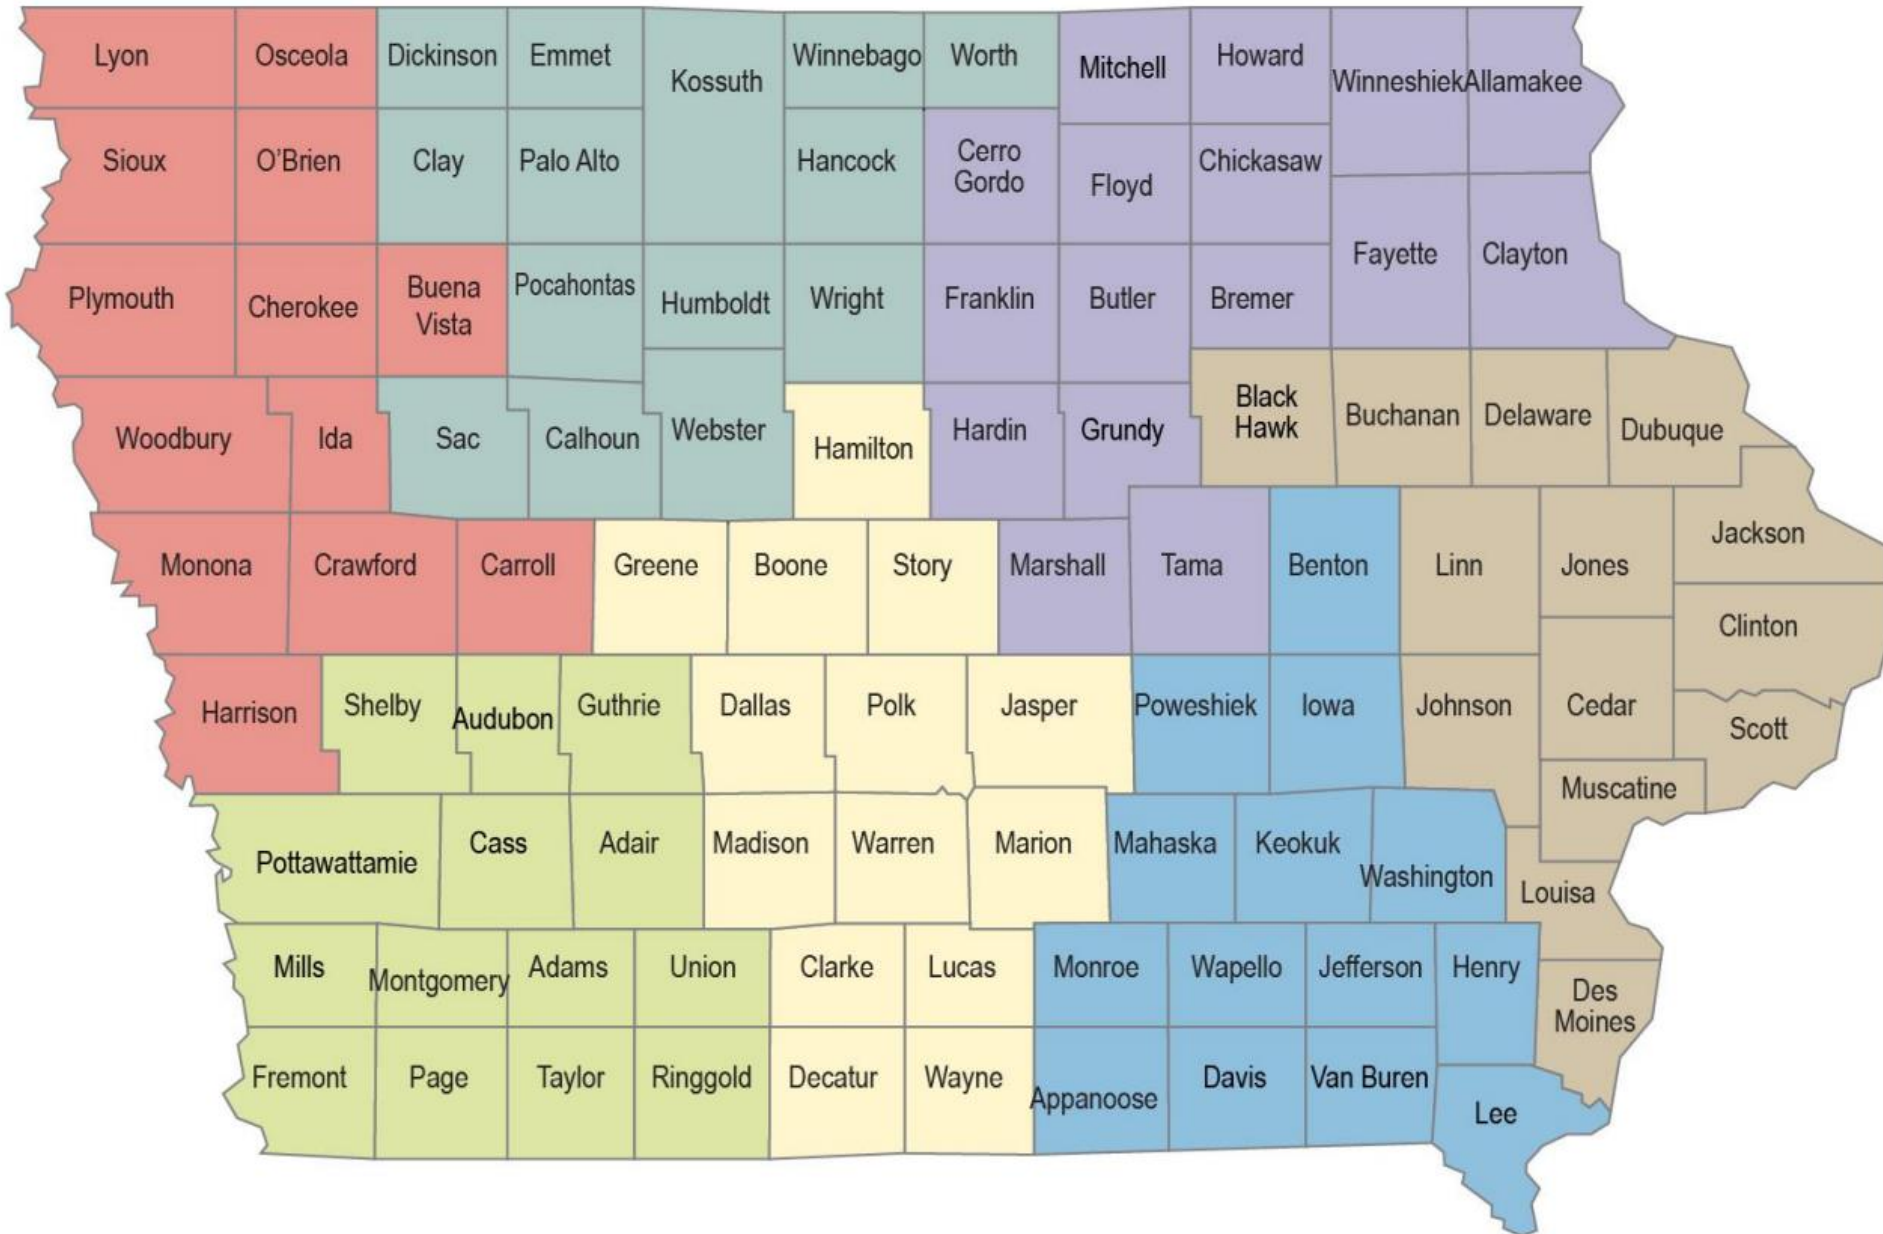 Lyon
Osceola
Dickinson
Emmet
Kossuth
Winnebago
Worth
Mitchell
Howard
Winneshiek
Allamakee
Sioux
O'Brien
Clay
Palo Alto
Hancock
Cerro
Gordo
Floyd
Chickasaw
Fayette
Clayton
Plymouth
Cherokee
Buena
Vista
Pocahontas
Humboldt
Wright
Franklin
Butler
Bremer
Woodbury
Ida
Sac
Calhoun
Webster
Hamilton
Hardin
Grundy
Black
Hawk
Buchanan
Delaware
Dubuque
Monona
Crawford
Carroll
Greene
Boone
Story
Marshall
Tama
Benton
Linn
Jones
Jackson
Clinton
Harrison
Shelby
Audubon
Guthrie
Dallas
Polk
Jasper
Poweshiek
Iowa
Johnson
Cedar
Scott
Muscatine
Pottawattamie
Cass
Adair
Madison
Warren
Marion
Mahaska
Keokuk
Washington
Louisa
Mills
Montgomery
Adams
Union
Clarke
Lucas
Monroe
Wapello
Jefferson
Henry
Des
Moines
Fremont
Page
Taylor
Ringgold
Decatur
Wayne
Appanoose
Davis
Van Buren
Lee